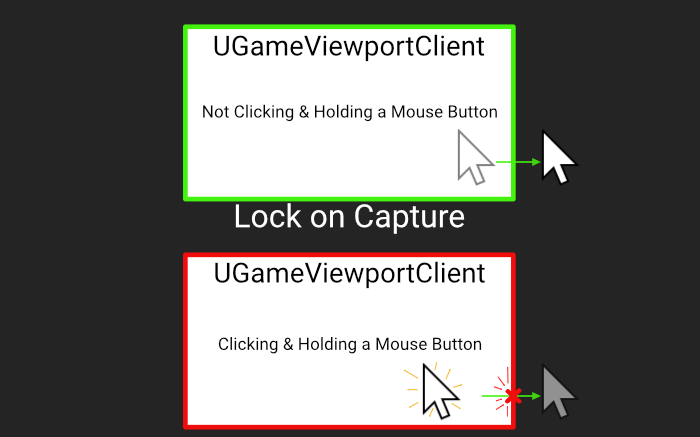 UGameViewportClient
Not Clicking & Holding a Mouse Button
Lock on Capture
UGameViewportClient
Clicking & Holding a Mouse Button